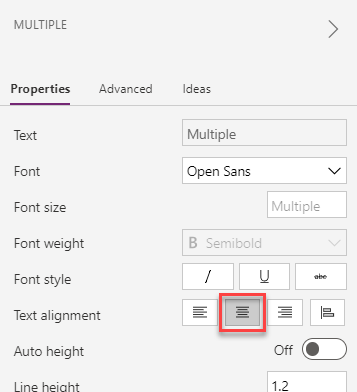 MULTIPLE
Properties Advanced Ideas
Text Multiple
Font Open Sans
Font size Multiple
Font weight B Semibold
Font style / U abc
Text alignment
Auto height Off
Line height 1.2